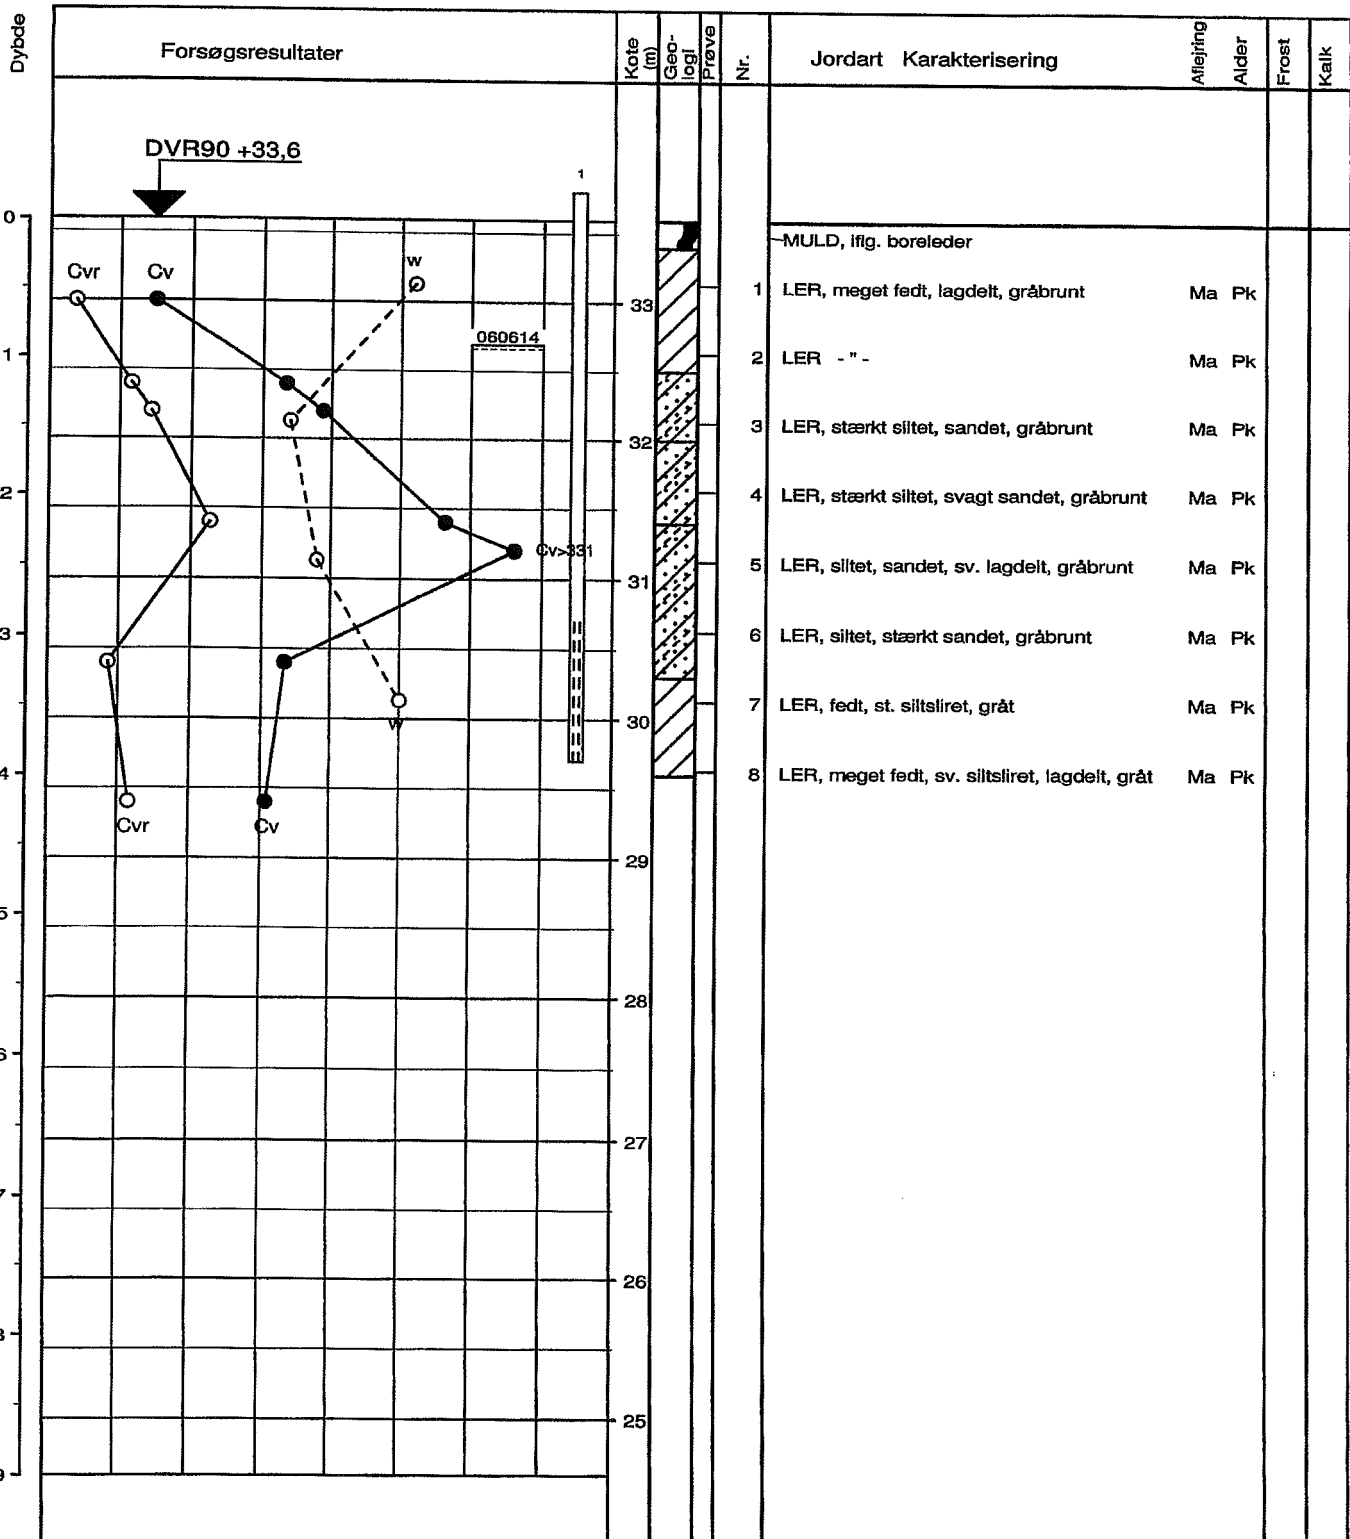 Dybde
Forsøgsresultater
Kote (m)
Geo-
logi
Prøve
Nr.
Jordart Karakterisering
Aflejring
Alder
Frost
Kalk
DVR90 +33,6
1
0
MULD, iflg. boreleder
Cvr Cv w
1 LER, meget fedt, lagdelt, gråbrunt Ma Pk
33
060614
1
2 LER - " - Ma Pk
3 LER, stærkt siltet, sandet, gråbrunt Ma Pk
32
2
4 LER, stærkt siltet, svagt sandet, gråbrunt Ma Pk
Cv>331
5 LER, siltet, sandet, sv. lagdelt, gråbrunt Ma Pk
31
3
6 LER, siltet, stærkt sandet, gråbrunt Ma Pk
7 LER, fedt, st. siltsliret, gråt Ma Pk
w
30
4
8 LER, meget fedt, sv. siltsliret, lagdelt, gråt Ma Pk
Cvr Cv
29
5
28
6
27
7
26
8
25
9